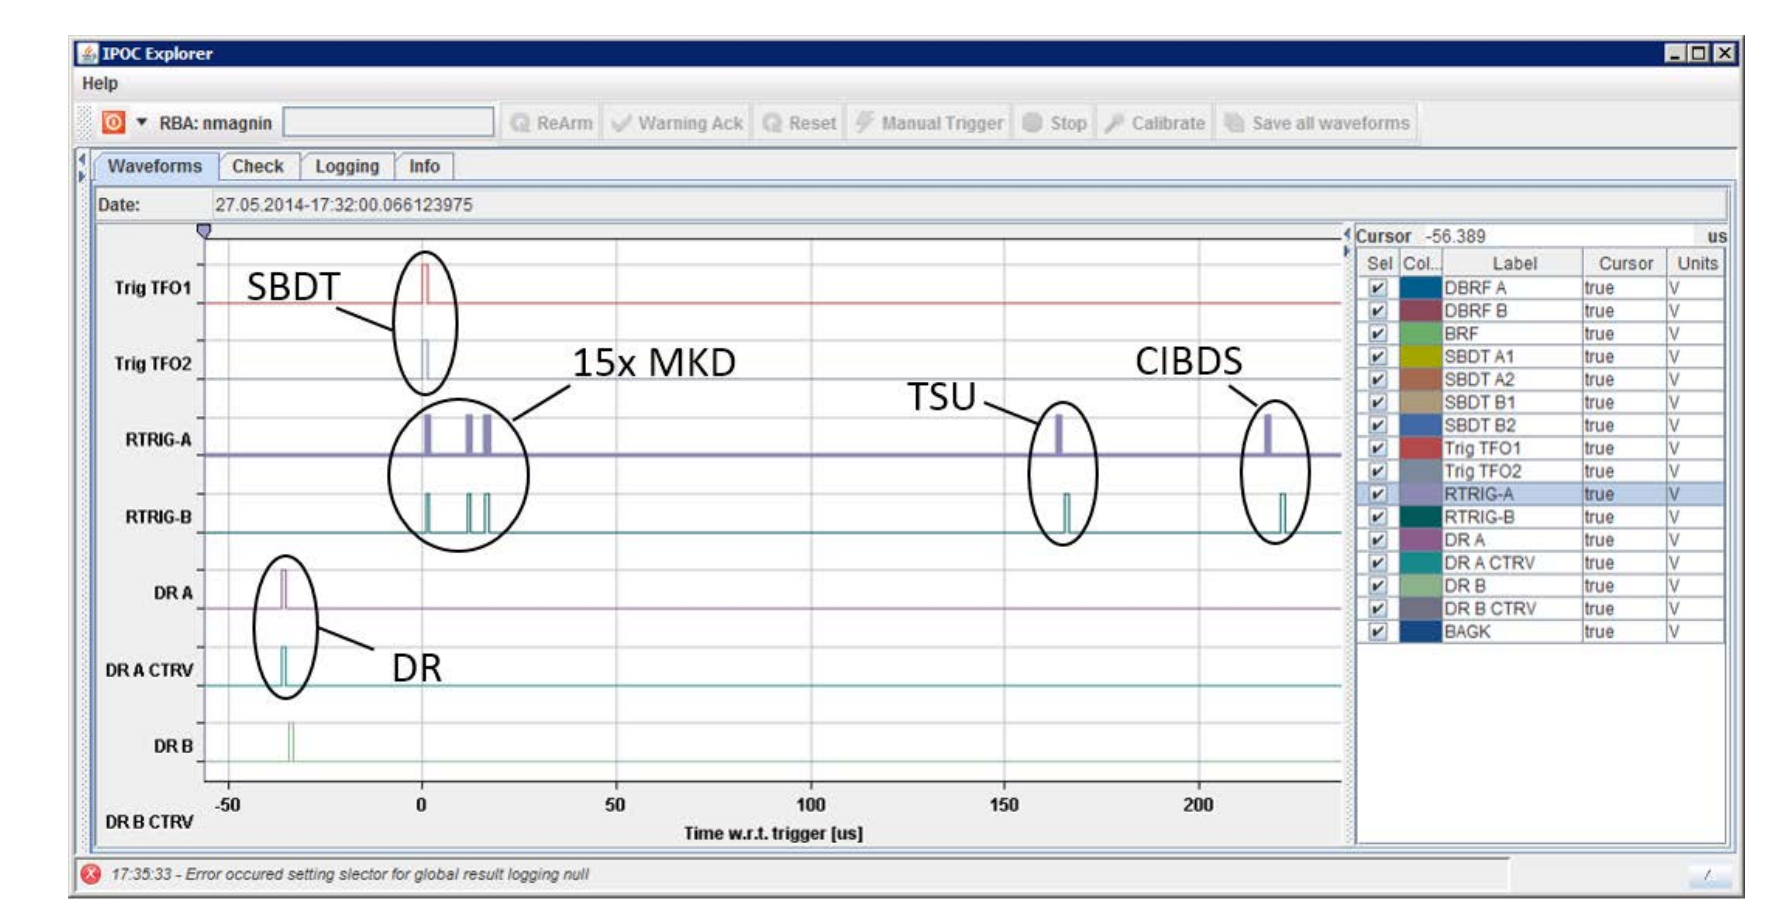 IPOC Explorer
Help
RBA: nmagnin ReArm Warning Ack Reset Manual Trigger Stop Calibrate Save all waveforms
Waveforms Check Logging Info
Date: 27.05.2014-17:32:00.066123975
Cursor -56.389 us
Sel Col... Label Cursor Units
DBRF A true V
DBRF B true V
BRF true V
SBDT A1 true V
SBDT A2 true V
SBDT B1 true V
SBDT B2 true V
Trig TFO1 true V
Trig TFO2 true V
RTRIG-A true V
RTRIG-B true V
DR A true V
DR A CTRV true V
DR B true V
DR B CTRV true V
BAGK true V
Trig TFO1
SBDT
Trig TFO2
15x MKD
CIBDS
TSU
RTRIG-A
RTRIG-B
DR A
DR A CTRV
DR
DR B
DR B CTRV
-50 0 50 100 150 200
Time w.r.t. trigger [us]
17:35:33 - Error occured setting slector for global result logging null